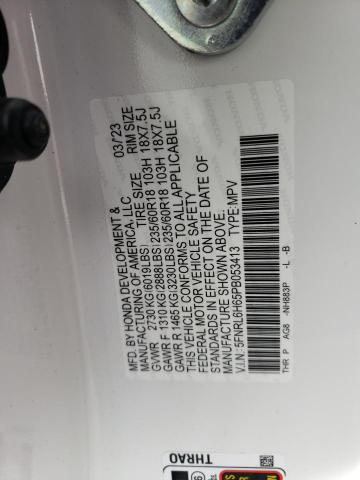 MFD. BY HONDA DEVELOPMENT & 03/23
MANUFACTURING OF AMERICA, LLC
TIRE SIZE RIM SIZE
GVWR 2730 KG(6019LBS)
GAWR F 1310 KG(2888LBS)235/60R18 103H 18X7.5J
GAWR R 1465 KG(3230LBS)235/60R18 103H 18X7.5J
THIS VEHICLE CONFORMS TO ALL APPLICABLE
FEDERAL MOTOR VEHICLE SAFETY
STANDARDS IN EFFECT ON THE DATE OF
MANUFACTURE SHOWN ABOVE.
V.I.N: 5FNRL6H65PB053413 TYPE:MPV
THR P AG8 -NH883P -L -B
THRA0